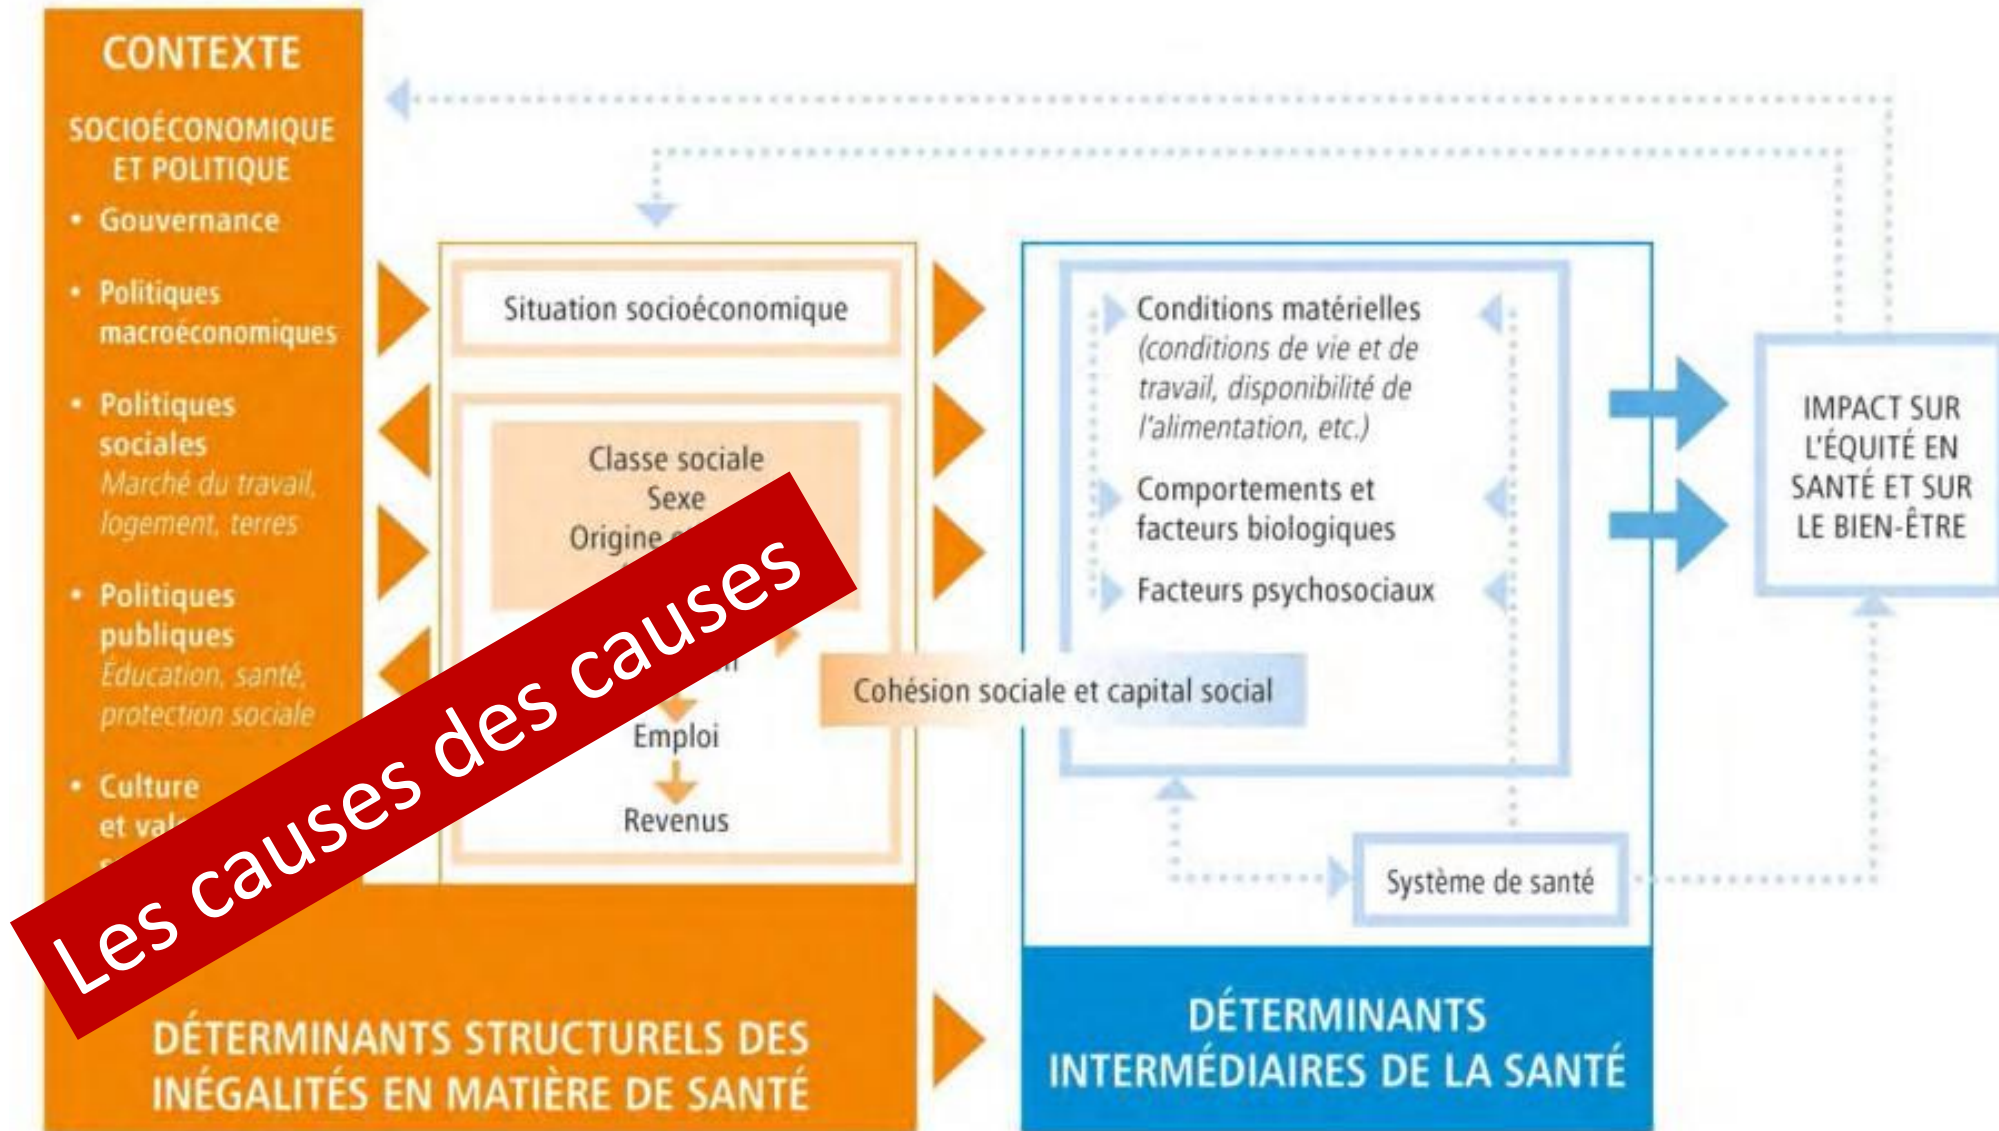 CONTEXTE
SOCIOÉCONOMIQUE
ET POLITIQUE
• Gouvernance
• Politiques
macroéconomiques
• Politiques
sociales
Marché du travail,
logement, terres
• Politiques
publiques
Éducation, santé,
protection sociale
• Culture
et
Situation socioéconomique
Classe sociale
Sexe
Origine
Emploi
Revenus
Les causes des causes
Cohésion sociale et capital social
Conditions matérielles
(conditions de vie et de
travail, disponibilité de
l'alimentation, etc.)
Comportements et
facteurs biologiques
Facteurs psychosociaux
Système de santé
IMPACT SUR
L'ÉQUITÉ EN
SANTÉ ET SUR
LE BIEN-ÊTRE
DÉTERMINANTS STRUCTURELS DES
INÉGALITÉS EN MATIÈRE DE SANTÉ
DÉTERMINANTS
INTERMÉDIAIRES DE LA SANTÉ